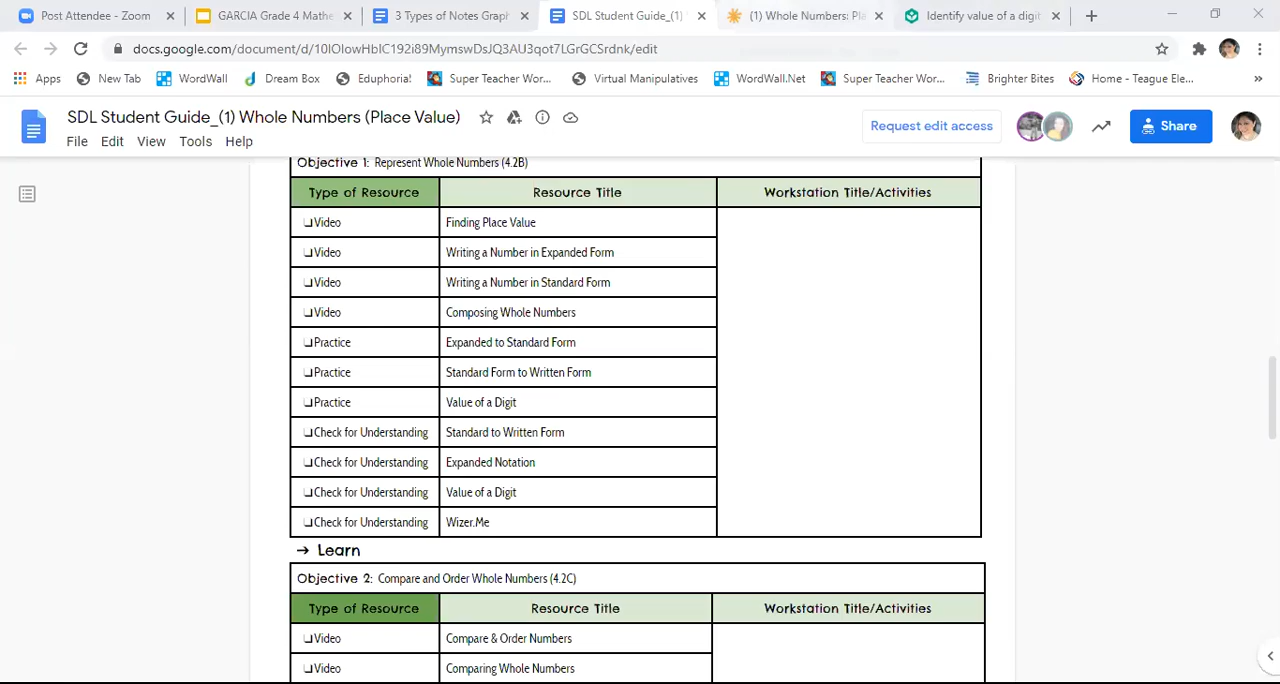 Post Attendee - Zoom
GARCIA Grade 4 Mathe
3 Types of Notes Graph
SDL Student Guide_(1)
(1) Whole Numbers: Pla
Identify value of a digit
docs.google.com/document/d/10lOlowHbIC192i89MymswDsJQ3AU3qot7LGrGCSrdnk/edit
Apps
New Tab
WordWall
Dream Box
Eduphoria!
Super Teacher Wor...
Virtual Manipulatives
WordWall.Net
Super Teacher Wor...
Brighter Bites
Home - Teague Ele...
SDL Student Guide_(1) Whole Numbers (Place Value)
File Edit View Tools Help
Request edit access
Share
Objective 1: Represent Whole Numbers (4.2B)
Type of Resource Resource Title Workstation Title/Activities
❏Video Finding Place Value
❏Video Writing a Number in Expanded Form
❏Video Writing a Number in Standard Form
❏Video Composing Whole Numbers
❏Practice Expanded to Standard Form
❏Practice Standard Form to Written Form
❏Practice Value of a Digit
❏Check for Understanding Standard to Written Form
❏Check for Understanding Expanded Notation
❏Check for Understanding Value of a Digit
❏Check for Understanding Wizer.Me
→ Learn
Objective 2: Compare and Order Whole Numbers (4.2C)
Type of Resource Resource Title Workstation Title/Activities
❏Video Compare & Order Numbers
❏Video Comparing Whole Numbers